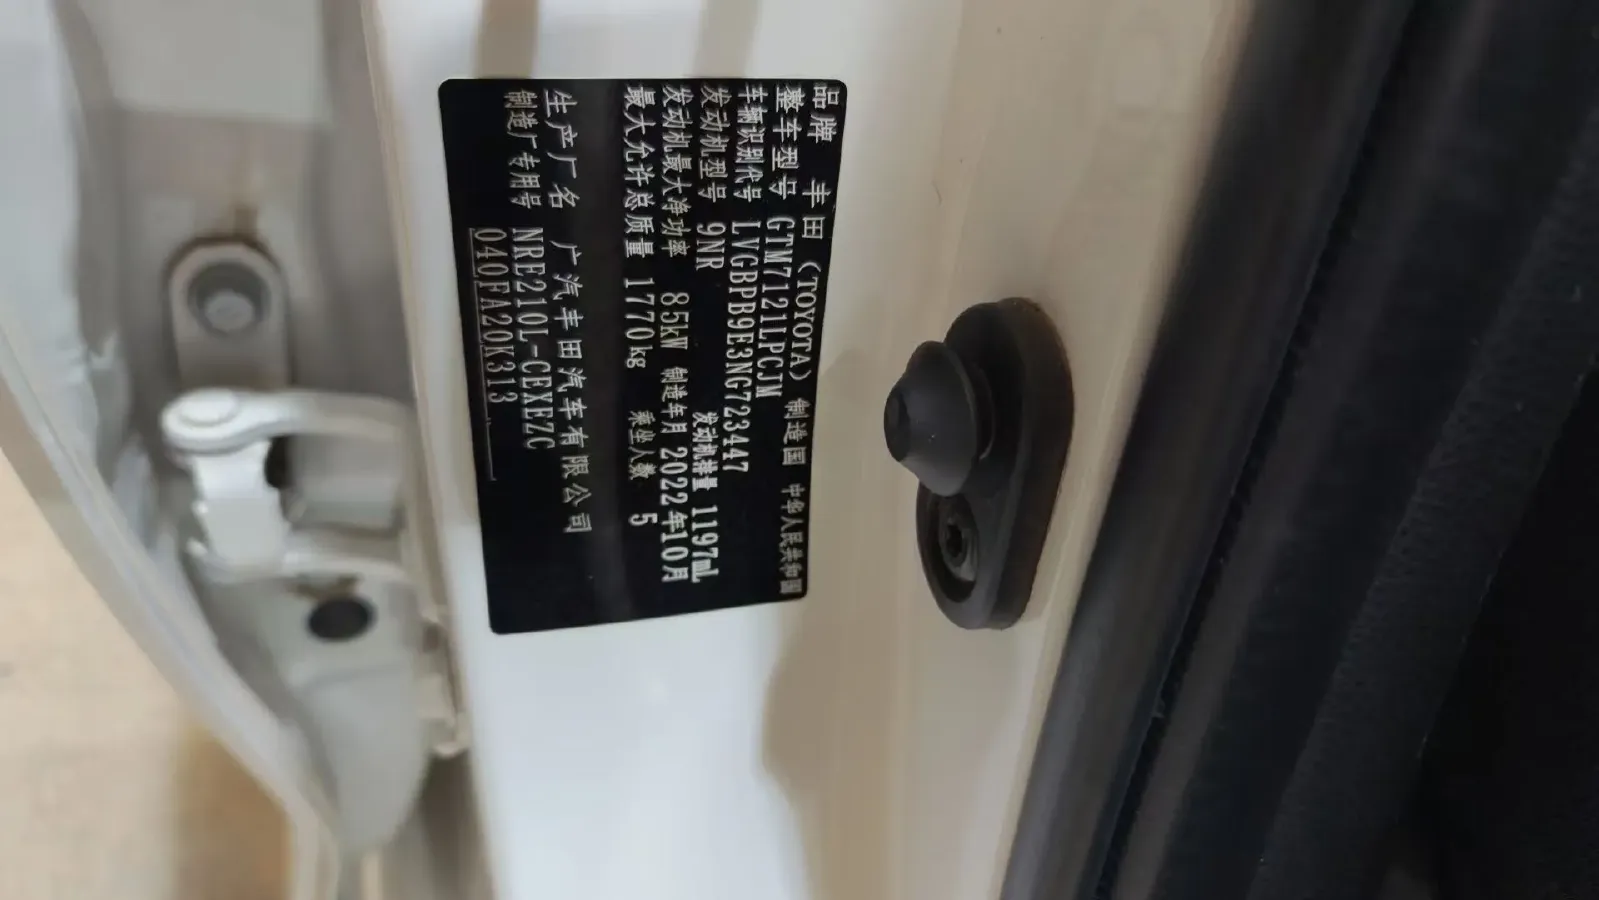 品牌 丰田(TOYOTA) 制造国 中华人民共和国
整车型号 GTM7121LPCJM
车辆识别代号 LVGBPB9E3NG723447
发动机型号 9NR 发动机排量 1197mL
发动机最大净功率 85kW 制造年月 2022年10月
最大允许总质量 1770kg 乘坐人数 5
生产厂名 广汽丰田汽车有限公司
制造厂专用号 NRE210L-CEXEZC
040FA20K313